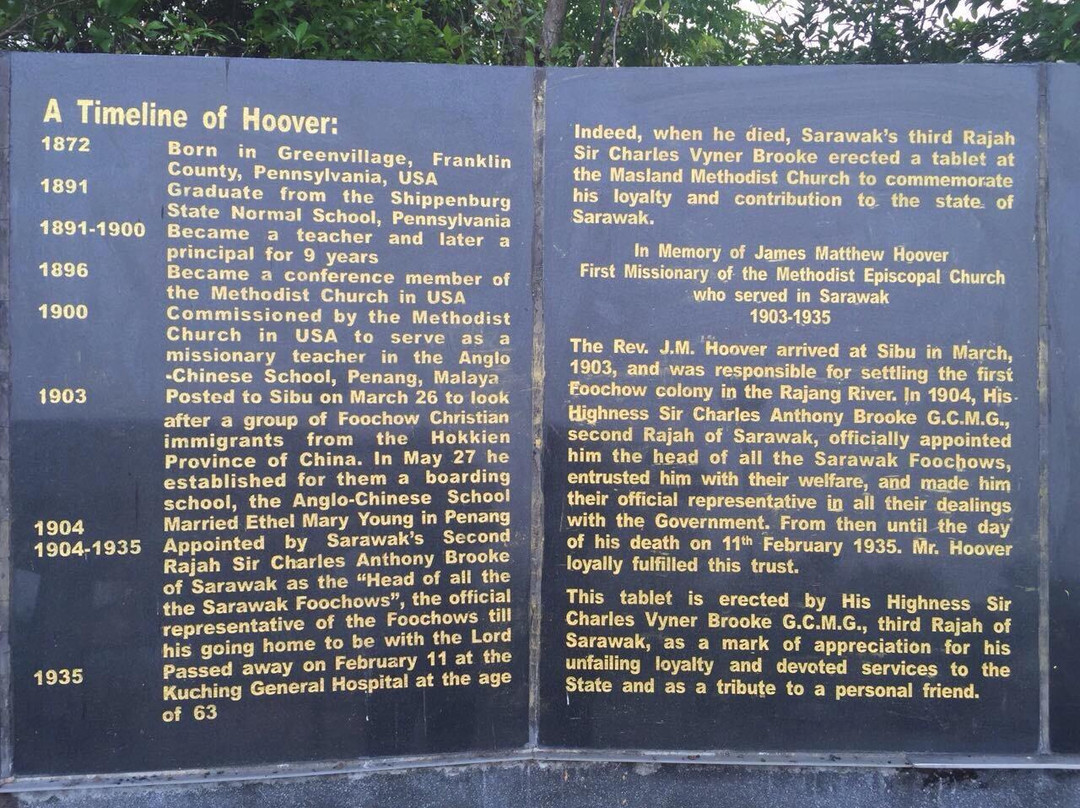 A Timeline of Hoover:
1872 Born in Greenvillage, Franklin
County, Pennsylvania, USA
1891 Graduate from the Shippenburg
State Normal School, Pennsylvania
1891-1900 Became a teacher and later a
principal for 9 years
1896 Became a conference member of
the Methodist Church in USA
1900 Commissioned by the Methodist
Church in USA to serve as a
missionary teacher in the Anglo
-Chinese School, Penang, Malaya
1903 Posted to Sibu on March 26 to look
after a group of Foochow Christian
immigrants from the Hokkien
Province of China. In May 27 he
established for them a boarding
school, the Anglo-Chinese School
1904 Married Ethel Mary Young in Penang
1904-1935 Appointed by Sarawak's Second
Rajah Sir Charles Anthony Brooke
of Sarawak as the "Head of all the
the Sarawak Foochows", the official
representative of the Foochows till
his going home to be with the Lord
1935 Passed away on February 11 at the
Kuching General Hospital at the age
of 63
Indeed, when he died, Sarawak's third Rajah
Sir Charles Vyner Brooke erected a tablet at
the Masland Methodist Church to commemorate
his loyalty and contribution to the state of
Sarawak.
In Memory of James Matthew Hoover
First Missionary of the Methodist Episcopal Church
who served in Sarawak
1903-1935
The Rev. J.M. Hoover arrived at Sibu in March,
1903, and was responsible for settling the first
Foochow colony in the Rajang River. In 1904, His
Highness Sir Charles Anthony Brooke G.C.M.G.,
second Rajah of Sarawak, officially appointed
him the head of all the Sarawak Foochows,
entrusted him with their welfare, and made him
their official representative in all their dealings
with the Government. From then until the day
of his death on 11th February 1935. Mr. Hoover
loyally fulfilled this trust.
This tablet is erected by His Highness Sir
Charles Vyner Brooke G.C.M.G., third Rajah of
Sarawak, as a mark of appreciation for his
unfailing loyalty and devoted services to the
State and as a tribute to a personal friend.